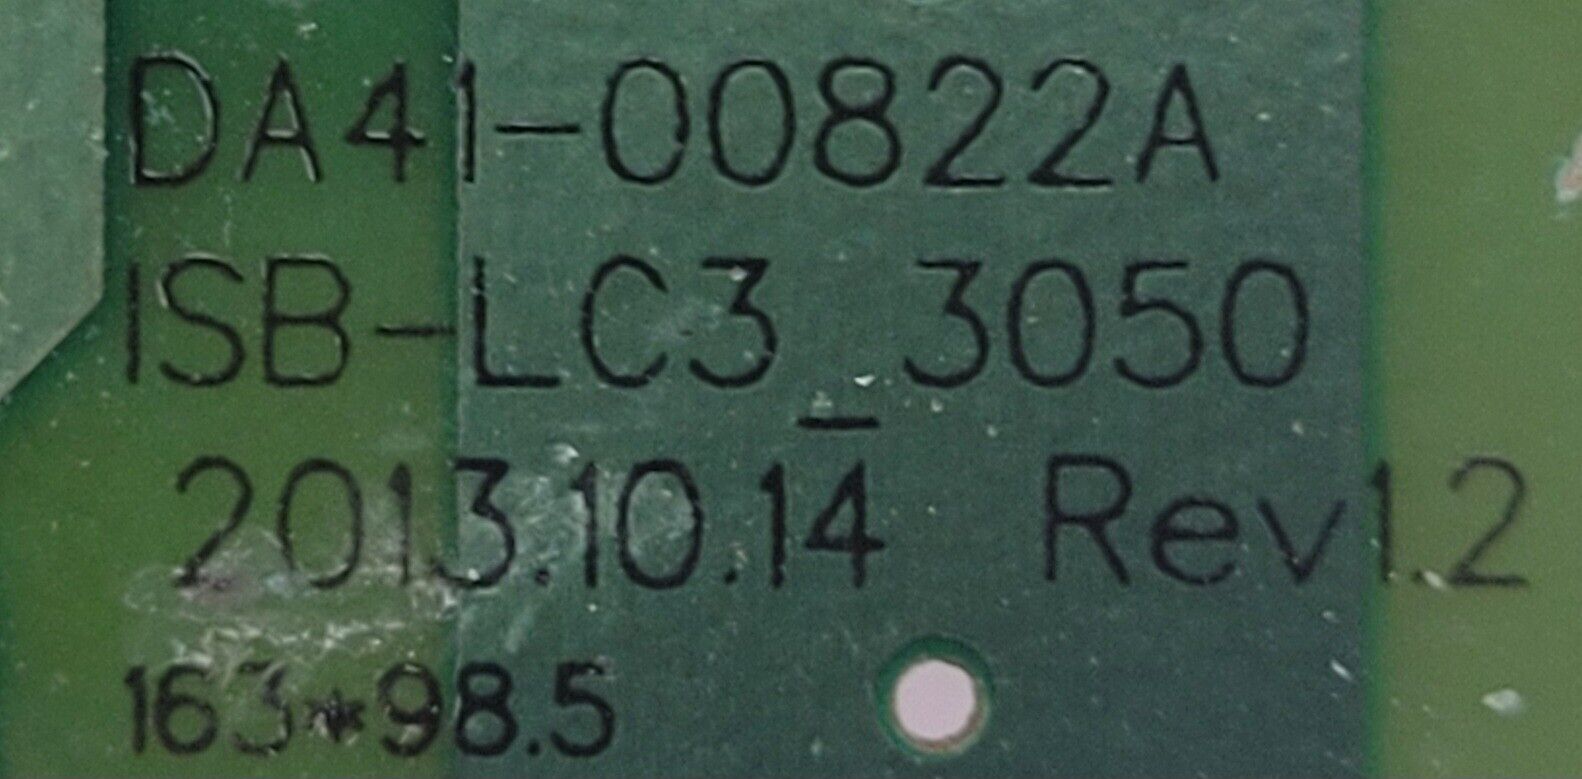 DA41-00822A
ISB-LC3_3050
2013.10.14 Rev1.2
163*98.5